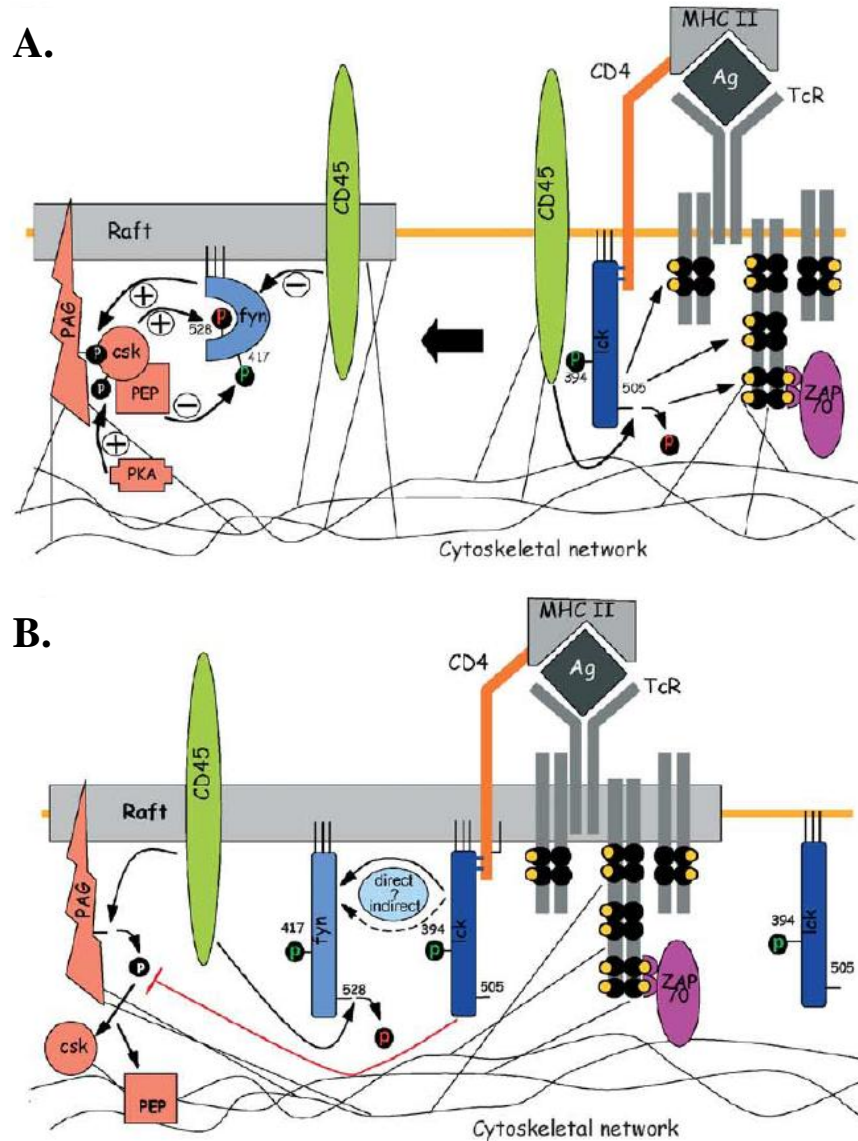 A.
MHC II
CD4
Ag
TcR
CD45
CD45
Raft
PAG
P
csk
P
PEP
PKA
+
+
+
−
−
528
P
fyn
417
P
P
394
lck
505
P
ZAP
70
Cytoskeletal network
B.
MHC II
CD4
Ag
TcR
CD45
Raft
PAG
P
csk
PEP
417
P
fyn
528
P
direct
?
indirect
394
P
lck
505
ZAP
70
394
P
lck
505
Cytoskeletal network